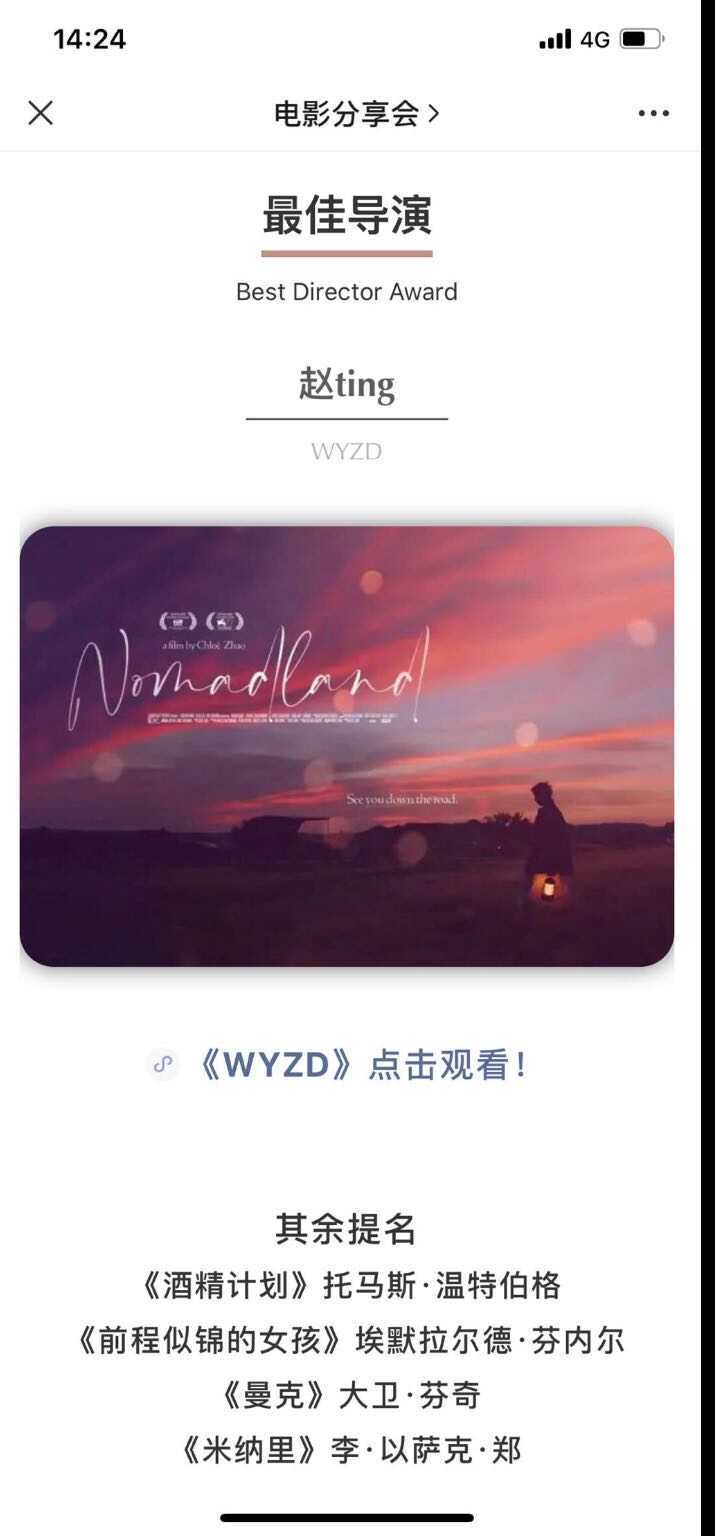 14:24
4G
电影分享会
最佳导演
Best Director Award
赵ting
WYZD
a film by Chloé Zhao
Nomadland
See you down the road.
《WYZD》点击观看！
其余提名
《酒精计划》托马斯·温特伯格
《前程似锦的女孩》埃默拉尔德·芬内尔
《曼克》大卫·芬奇
《米纳里》李·以萨克·郑